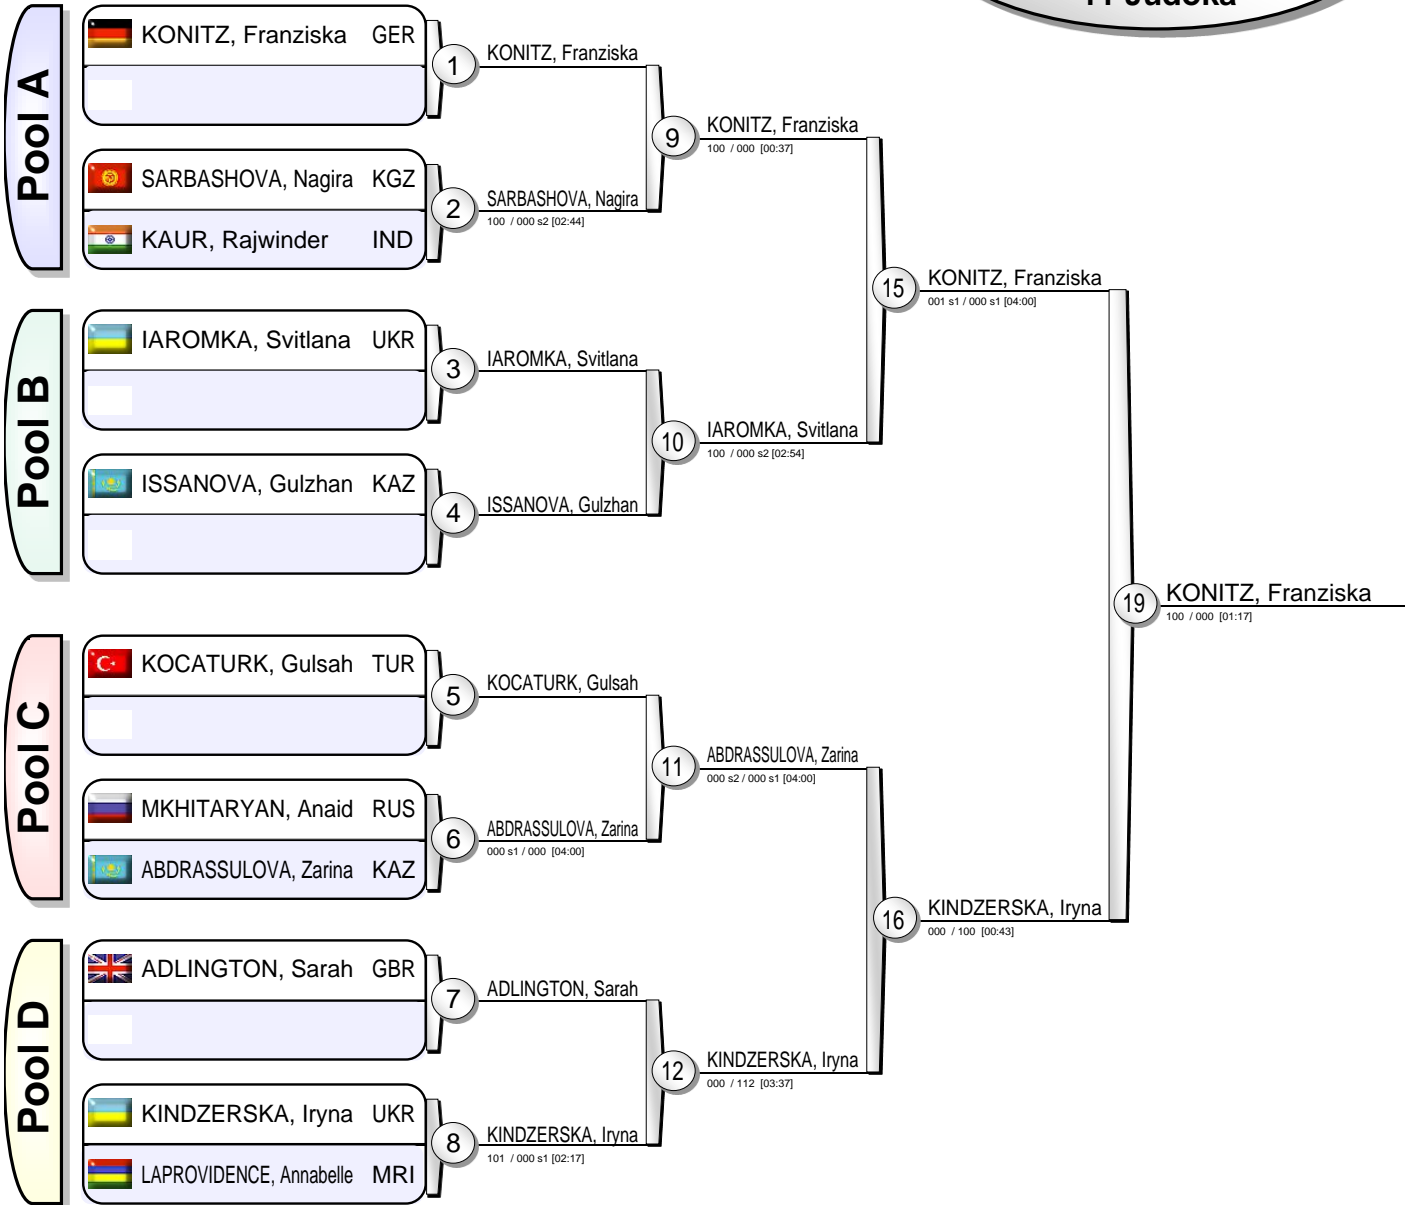 11 Judoka
Pool A
KONITZ, Franziska GER
1
KONITZ, Franziska
SARBASHOVA, Nagira KGZ
KAUR, Rajwinder IND
2
SARBASHOVA, Nagira
100 / 000 s2 [02:44]
9
KONITZ, Franziska
100 / 000 [00:37]
Pool B
IAROMKA, Svitlana UKR
3
IAROMKA, Svitlana
ISSANOVA, Gulzhan KAZ
4
ISSANOVA, Gulzhan
10
IAROMKA, Svitlana
100 / 000 s2 [02:54]
15
KONITZ, Franziska
001 s1 / 000 s1 [04:00]
Pool C
KOCATURK, Gulsah TUR
5
KOCATURK, Gulsah
MKHITARYAN, Anaid RUS
ABDRASSULOVA, Zarina KAZ
6
ABDRASSULOVA, Zarina
000 s1 / 000 [04:00]
11
ABDRASSULOVA, Zarina
000 s2 / 000 s1 [04:00]
Pool D
ADLINGTON, Sarah GBR
7
ADLINGTON, Sarah
KINDZERSKA, Iryna UKR
LAPROVIDENCE, Annabelle MRI
8
KINDZERSKA, Iryna
101 / 000 s1 [02:17]
12
KINDZERSKA, Iryna
000 / 112 [03:37]
16
KINDZERSKA, Iryna
000 / 100 [00:43]
19
KONITZ, Franziska
100 / 000 [01:17]